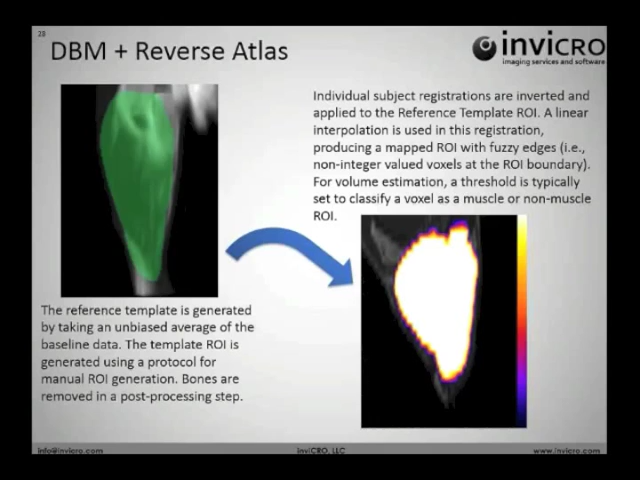 28
DBM + Reverse Atlas
invicro
imaging services and software
Individual subject registrations are inverted and
applied to the Reference Template ROI. A linear
interpolation is used in this registration,
producing a mapped ROI with fuzzy edges (i.e.,
non-integer valued voxels at the ROI boundary).
For volume estimation, a threshold is typically
set to classify a voxel as a muscle or non-muscle
ROI.
The reference template is generated
by taking an unbiased average of the
baseline data. The template ROI is
generated using a protocol for
manual ROI generation. Bones are
removed in a post-processing step.
info@invicro.com
inviCRO, LLC
www.invicro.com